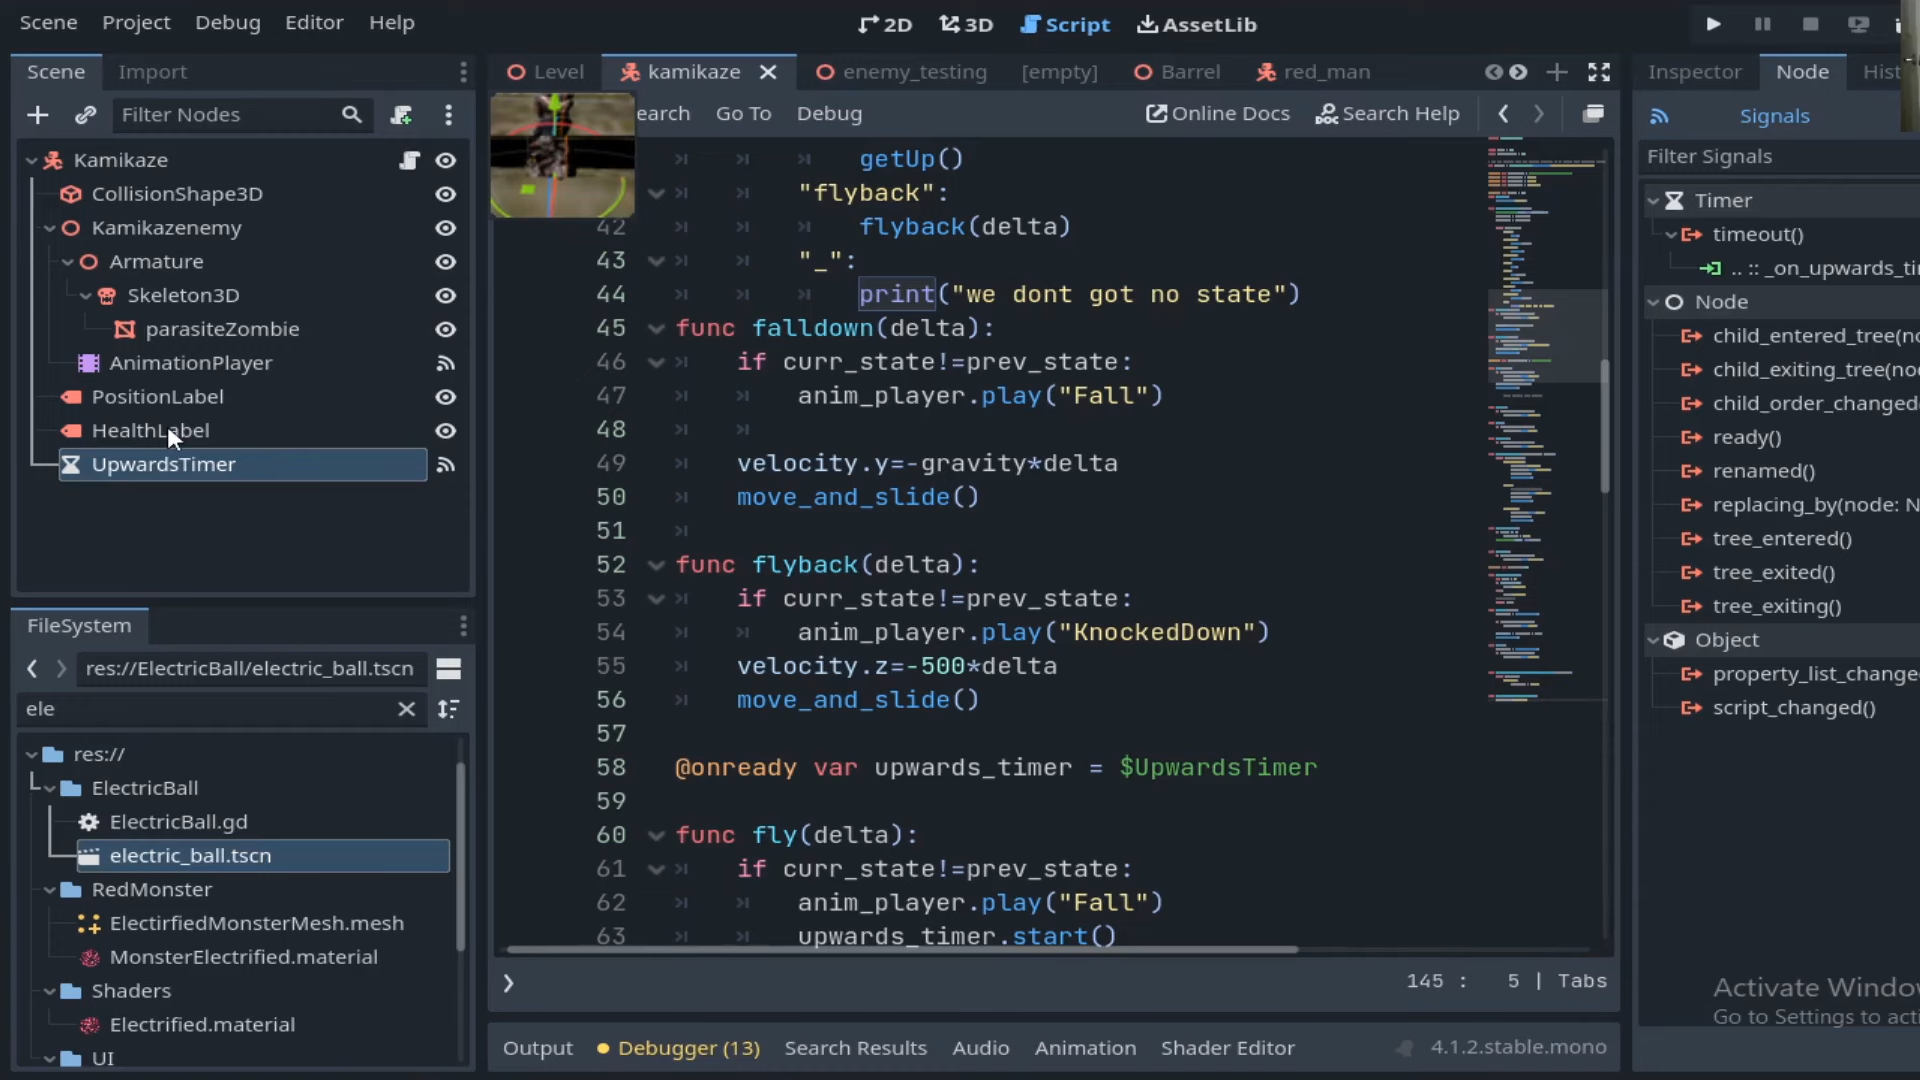 Scene Project Debug Editor Help
2D 3D Script AssetLib
Scene Import
Level kamikaze enemy_testing [empty] Barrel red_man
Inspector Node Hist
Filter Nodes
earch Go To Debug Online Docs Search Help
Signals
Filter Signals
Kamikaze
CollisionShape3D
Kamikazenemy
Armature
Skeleton3D
parasiteZombie
AnimationPlayer
PositionLabel
HealthLabel
UpwardsTimer
FileSystem
res://ElectricBall/electric_ball.tscn
ele
res://
ElectricBall
ElectricBall.gd
electric_ball.tscn
RedMonster
ElectirfiedMonsterMesh.mesh
MonsterElectrified.material
Shaders
Electrified.material
UI
getUp()
"flyback":
42 flyback(delta)
43 "_":
44 print("we dont got no state")
45 func falldown(delta):
46 if curr_state!=prev_state:
47 anim_player.play("Fall")
48
49 velocity.y=-gravity*delta
50 move_and_slide()
51
52 func flyback(delta):
53 if curr_state!=prev_state:
54 anim_player.play("KnockedDown")
55 velocity.z=-500*delta
56 move_and_slide()
57
58 @onready var upwards_timer = $UpwardsTimer
59
60 func fly(delta):
61 if curr_state!=prev_state:
62 anim_player.play("Fall")
63 upwards_timer.start()
145 : 5 | Tabs
Output Debugger (13) Search Results Audio Animation Shader Editor 4.1.2.stable.mono
Timer
timeout()
.. :: _on_upwards_ti
Node
child_entered_tree(no
child_exiting_tree(nod
child_order_changed
ready()
renamed()
replacing_by(node: N
tree_entered()
tree_exited()
tree_exiting()
Object
property_list_change
script_changed()
Activate Windo
Go to Settings to acti